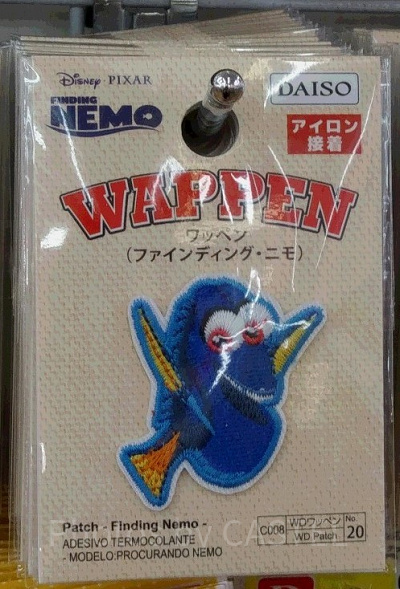 Disney · PIXAR
FINDING
NEMO
DAISO
アイロン
接着
WAPPEN
ワッペン
(ファインディング・ニモ)
Patch - Finding Nemo -
ADESIVO TERMOCOLANTE
- MODELO:PROCURANDO NEMO
C008
WDワッペン
WD Patch
No.
20